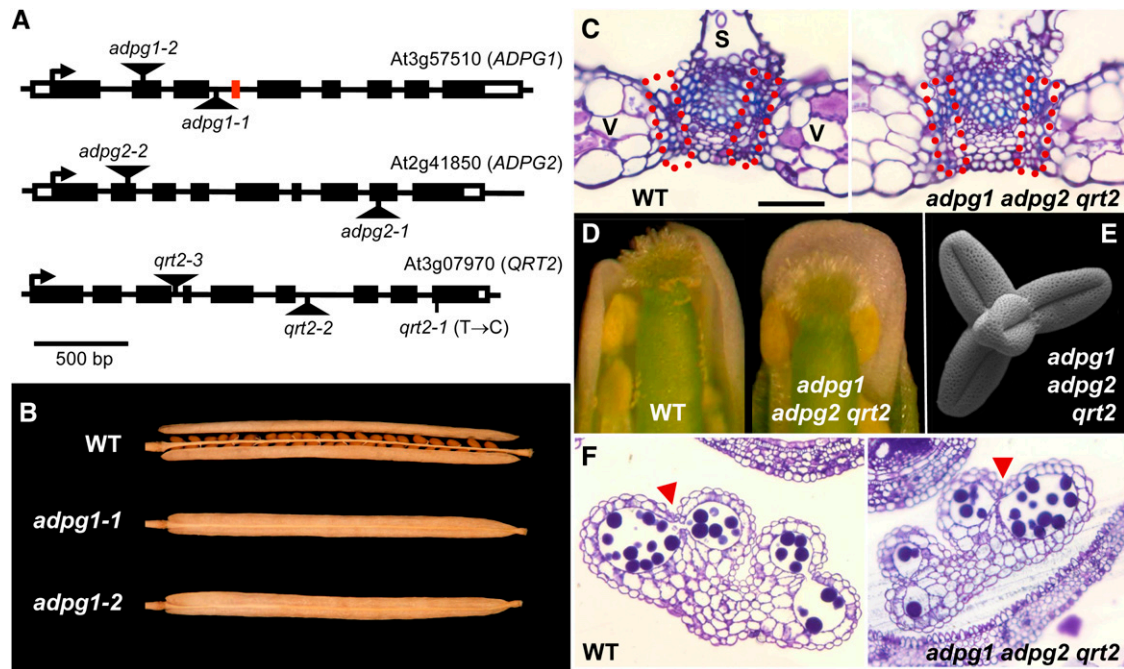 A
adpg1-2
At3g57510 (ADPG1)
adpg1-1
adpg2-2
At2g41850 (ADPG2)
adpg2-1
qrt2-3
At3g07970 (QRT2)
qrt2-2
qrt2-1 (T→C)
500 bp
B
WT
adpg1-1
adpg1-2
C
S
V
V
WT
adpg1 adpg2 qrt2
D
WT
adpg1
adpg2 qrt2
E
adpg1
adpg2
qrt2
F
WT
adpg1 adpg2 qrt2